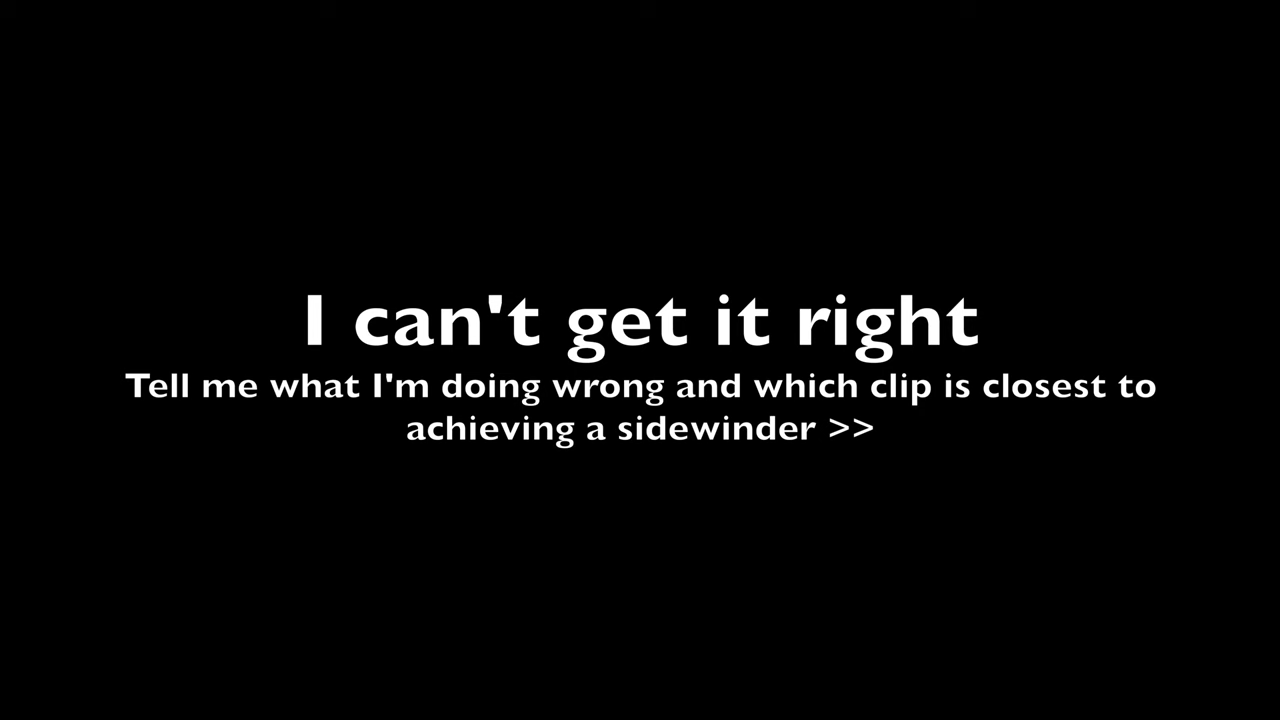 I can't get it right
Tell me what I'm doing wrong and which clip is closest to
achieving a sidewinder >>